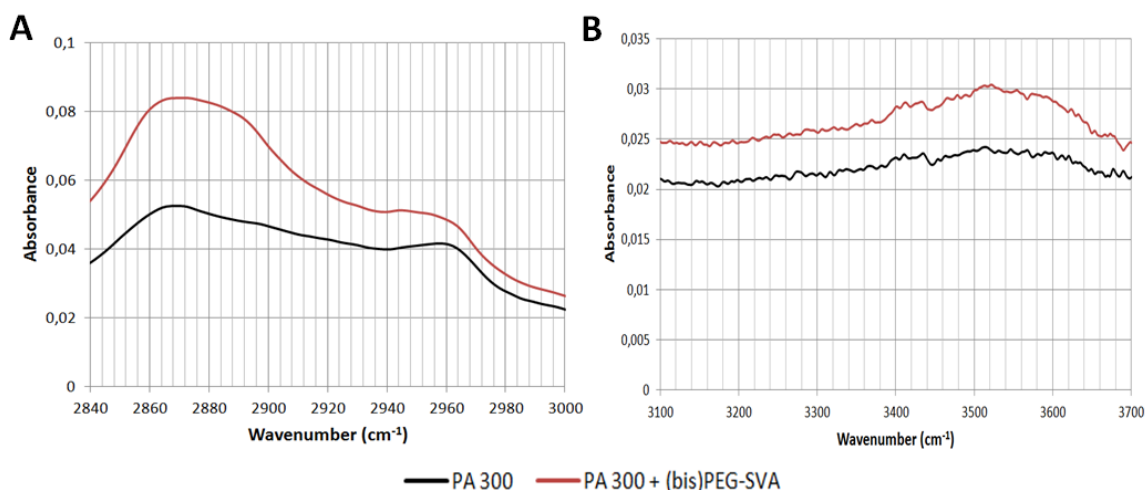 A
0,1
0,08
0,06
0,04
0,02
0
Absorbance
2840 2860 2880 2900 2920 2940 2960 2980 3000
Wavenumber (cm⁻¹)
B
0,035
0,03
0,025
0,02
0,015
0,01
0,005
0
Absorbance
3100 3200 3300 3400 3500 3600 3700
Wavenumber (cm⁻¹)
PA 300 PA 300 + (bis)PEG-SVA